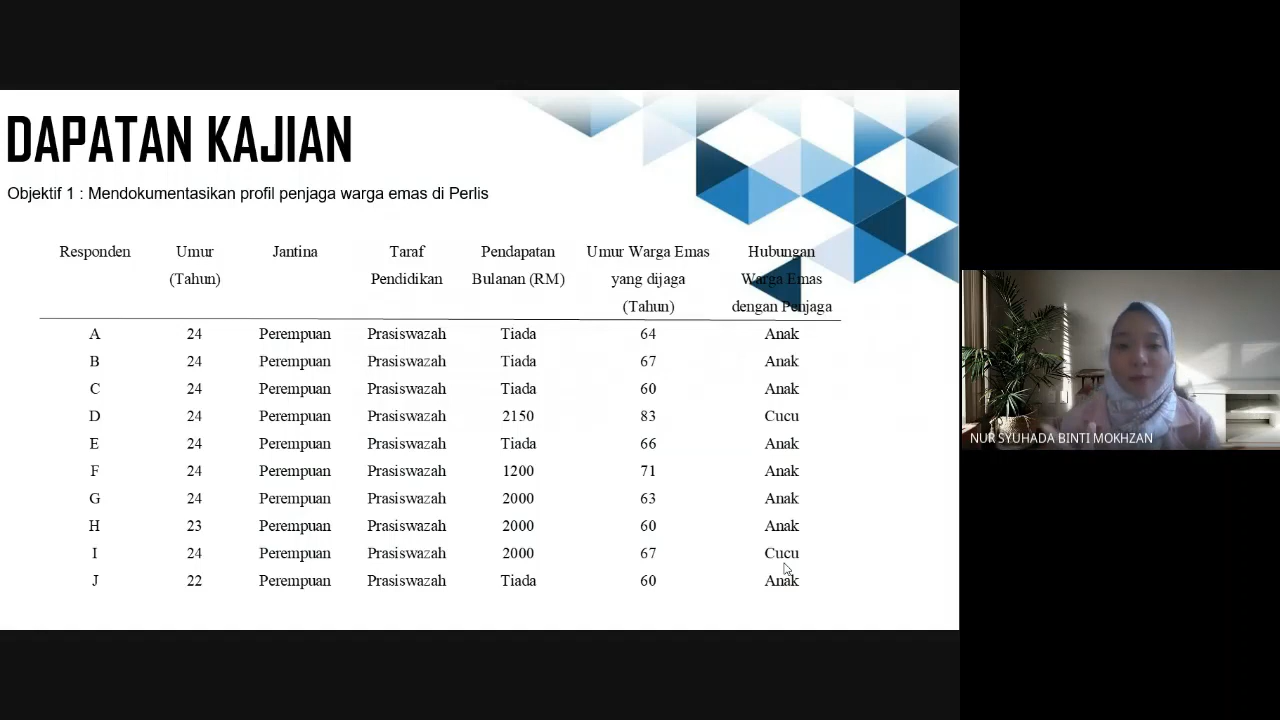 DAPATAN KAJIAN
Objektif 1 : Mendokumentasikan profil penjaga warga emas di Perlis
Responden Umur (Tahun) Jantina Taraf Pendidikan Pendapatan Bulanan (RM) Umur Warga Emas yang dijaga (Tahun) Hubungan Warga Emas dengan Penjaga
A 24 Perempuan Prasiswazah Tiada 64 Anak
B 24 Perempuan Prasiswazah Tiada 67 Anak
C 24 Perempuan Prasiswazah Tiada 60 Anak
D 24 Perempuan Prasiswazah 2150 83 Cucu
E 24 Perempuan Prasiswazah Tiada 66 Anak
F 24 Perempuan Prasiswazah 1200 71 Anak
G 24 Perempuan Prasiswazah 2000 63 Anak
H 23 Perempuan Prasiswazah 2000 60 Anak
I 24 Perempuan Prasiswazah 2000 67 Cucu
J 22 Perempuan Prasiswazah Tiada 60 Anak
NUR SYUHADA BINTI MOKHZAN